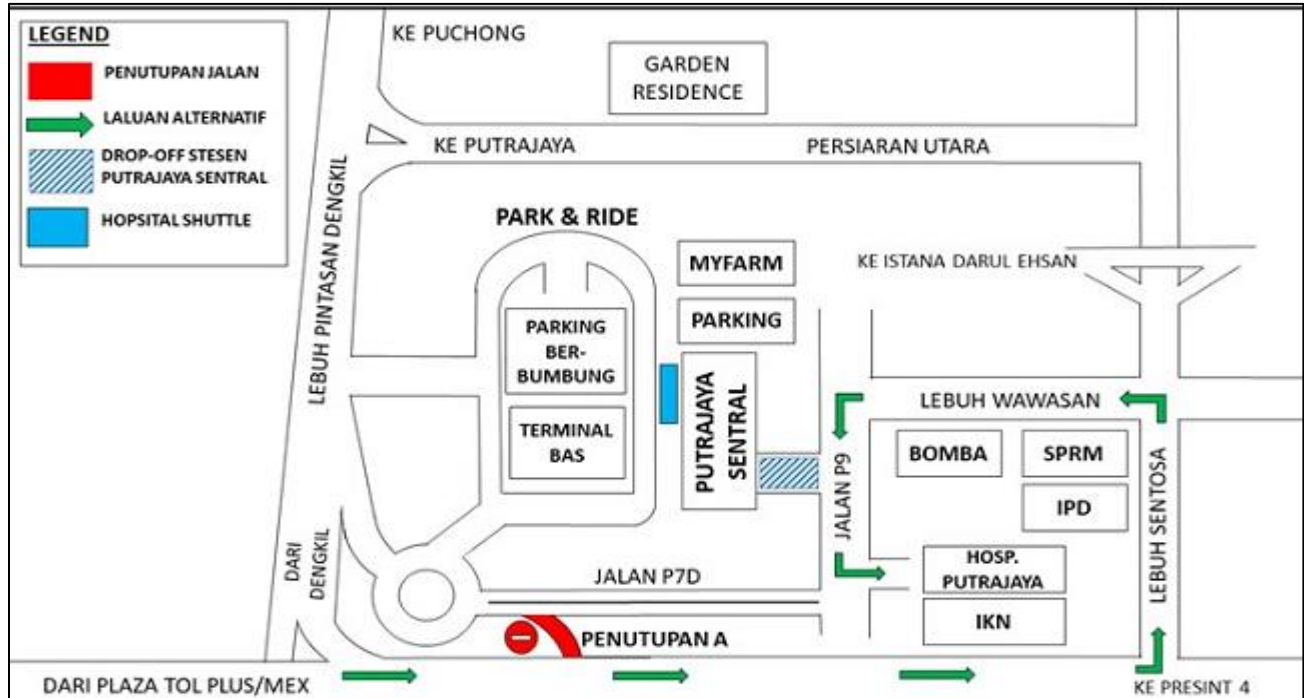 LEGEND
PENUTUPAN JALAN
LALUAN ALTERNATIF
DROP-OFF STESEN
PUTRAJAYA SENTRAL
HOPSITAL SHUTTLE
KE PUCHONG
GARDEN
RESIDENCE
KE PUTRAJAYA
PERSIARAN UTARA
LEBUH PINTASAN DENGKIL
PARK & RIDE
MYFARM
KE ISTANA DARUL EHSAN
PARKING
PARKING
BER-
BUMBUNG
TERMINAL
BAS
PUTRAJAYA
SENTRAL
LEBUH WAWASAN
BOMBA
SPRM
IPD
JALAN P9
LEBUH SENTOSA
HOSP.
PUTRAJAYA
IKN
DARI
DENGKIL
JALAN P7D
PENUTUPAN A
DARI PLAZA TOL PLUS/MEX
KE PRESINT 4